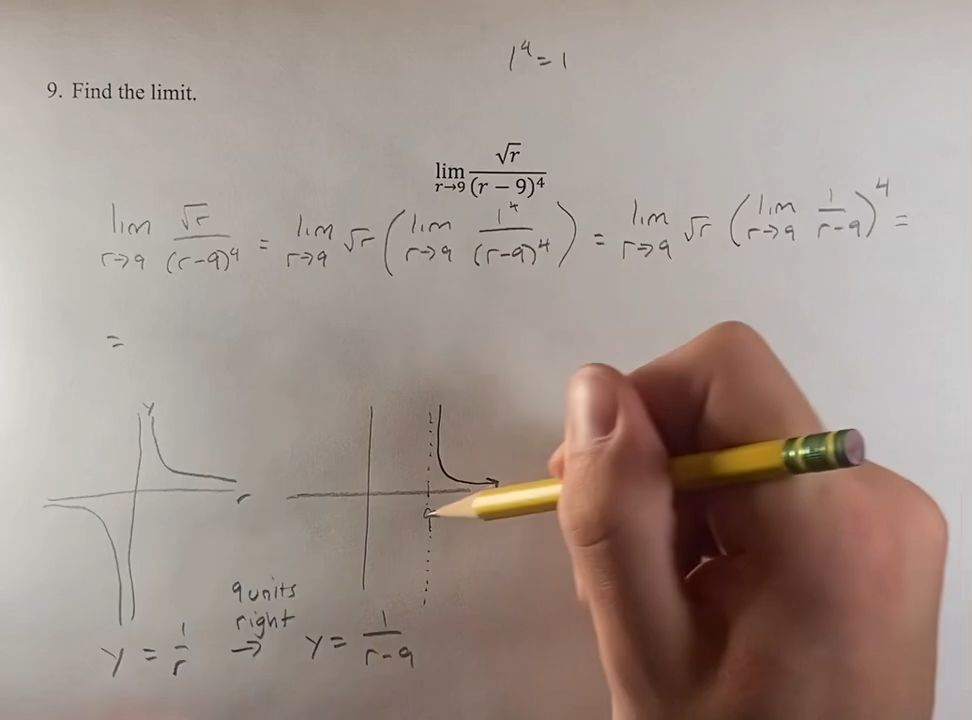 1⁴ = 1
9. Find the limit.
lim r→9 √r/(r − 9)⁴
lim r→9 √r/(r-9)⁴ = lim r→9 √r (lim r→9 1⁴/(r-9)⁴) = lim r→9 √r (lim r→9 1/r-9)⁴ =
=
y
9
9 units
right
y = 1/r → y = 1/r-9